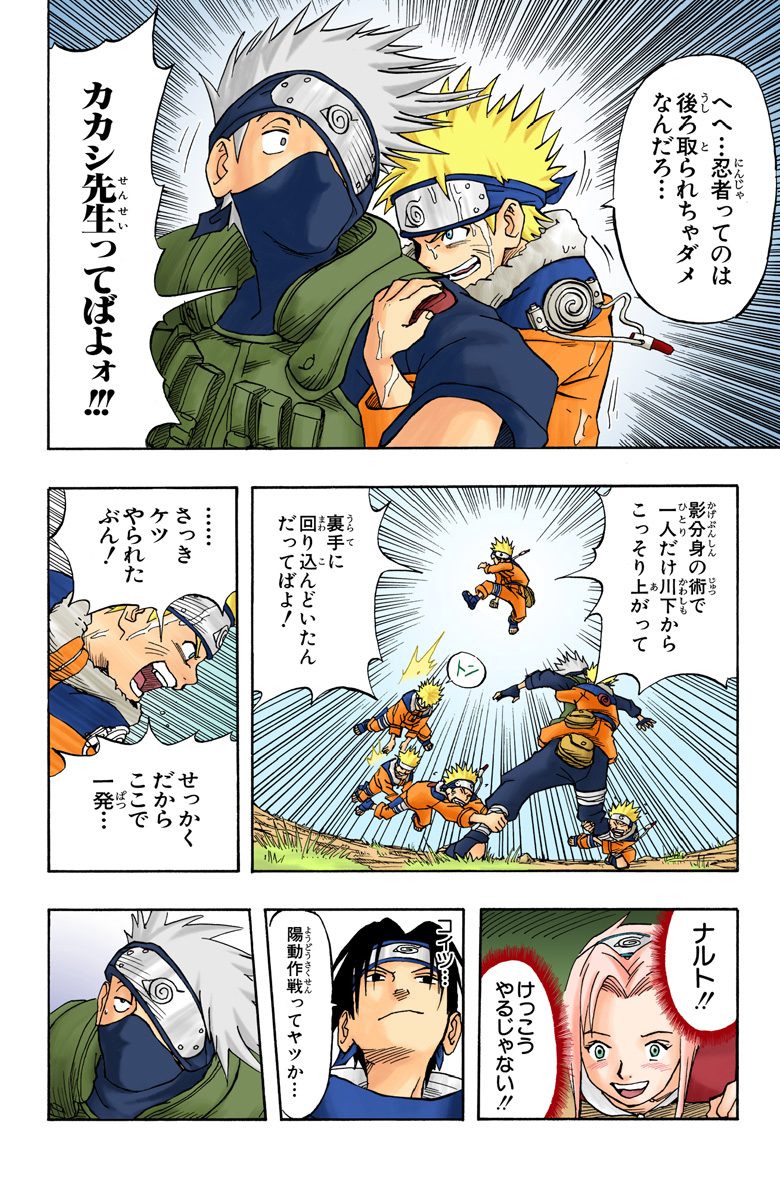 へへ…忍者ってのは
後ろ取られちゃダメ
なんだろ…
カカシ先生ってばよォ!!!
影分身の術で
一人だけ川下から
こっそり上がって
裏手に
回り込んどいたん
だってばよ!
トン
……
さっき
ケツ
やられた
ぶん!
せっかく
だから
ここで
一発…
ナルト!!
けっこう
やるじゃない!!
コイツ…
陽動作戦ってヤツか…